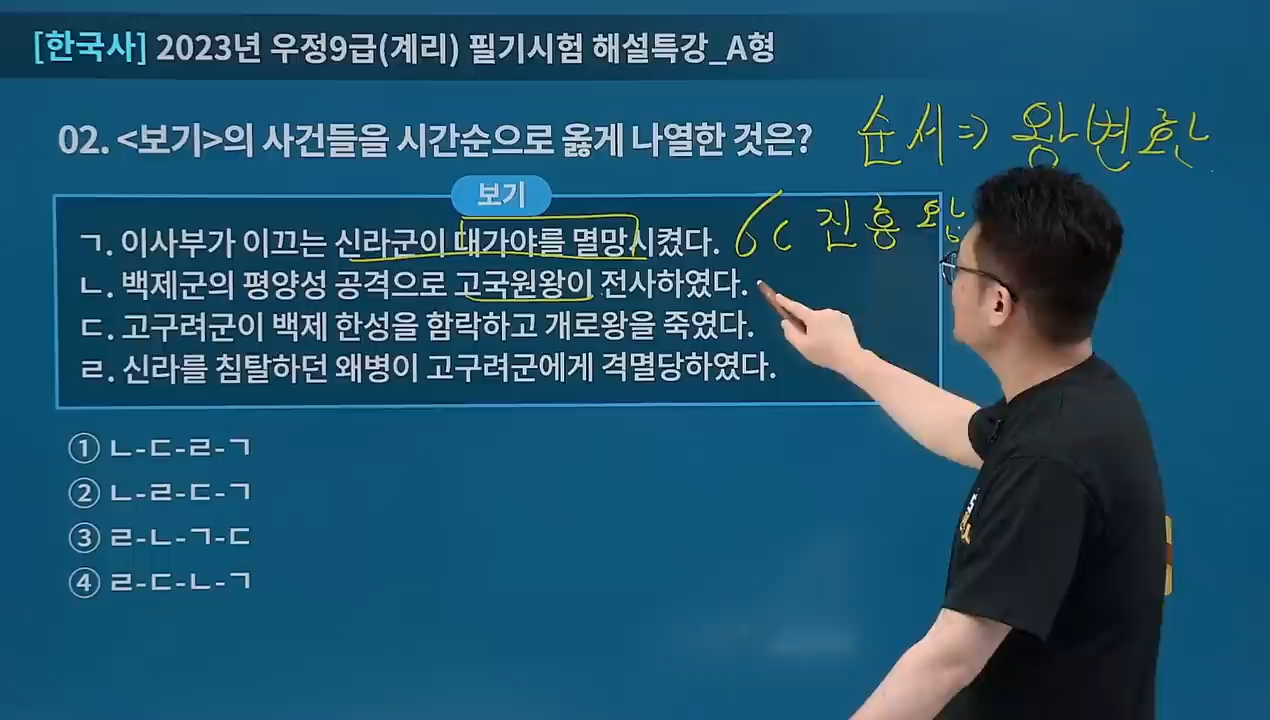 [한국사] 2023년 우정9급(계리) 필기시험 해설특강_A형
02. <보기>의 사건들을 시간순으로 옳게 나열한 것은?
순서⇒ 왕변환
보기
ㄱ. 이사부가 이끄는 신라군이 대가야를 멸망시켰다. 6C 진흥왕
ㄴ. 백제군의 평양성 공격으로 고국원왕이 전사하였다.
ㄷ. 고구려군이 백제 한성을 함락하고 개로왕을 죽였다.
ㄹ. 신라를 침탈하던 왜병이 고구려군에게 격멸당하였다.
① ㄴ-ㄷ-ㄹ-ㄱ
② ㄴ-ㄹ-ㄷ-ㄱ
③ ㄹ-ㄴ-ㄱ-ㄷ
④ ㄹ-ㄷ-ㄴ-ㄱ